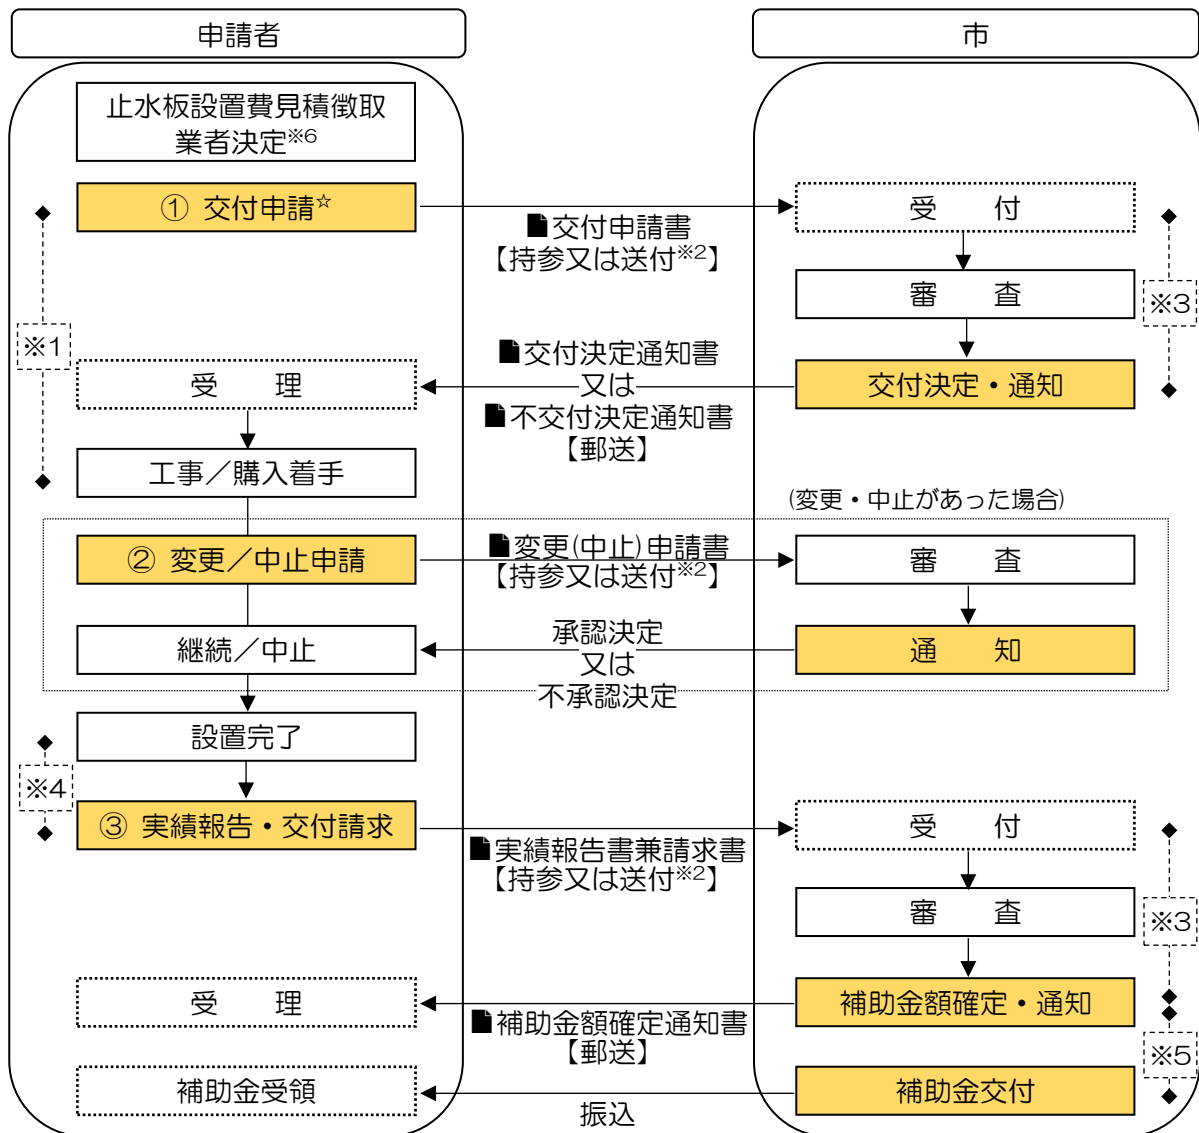 申請者
市
止水板設置費見積徴取
業者決定※6
① 交付申請☆
受　付
交付申請書
【持参又は送付※2】
審　査
※3
※1
交付決定通知書
又は
不交付決定通知書
【郵送】
受　理
交付決定・通知
工事／購入着手
(変更・中止があった場合)
② 変更／中止申請
変更(中止)申請書
【持参又は送付※2】
審　査
継続／中止
承認決定
又は
不承認決定
通　知
設置完了
※4
③ 実績報告・交付請求
実績報告書兼請求書
【持参又は送付※2】
受　付
審　査
※3
受　理
補助金額確定・通知
補助金額確定通知書
【郵送】
※5
補助金受領
振込
補助金交付